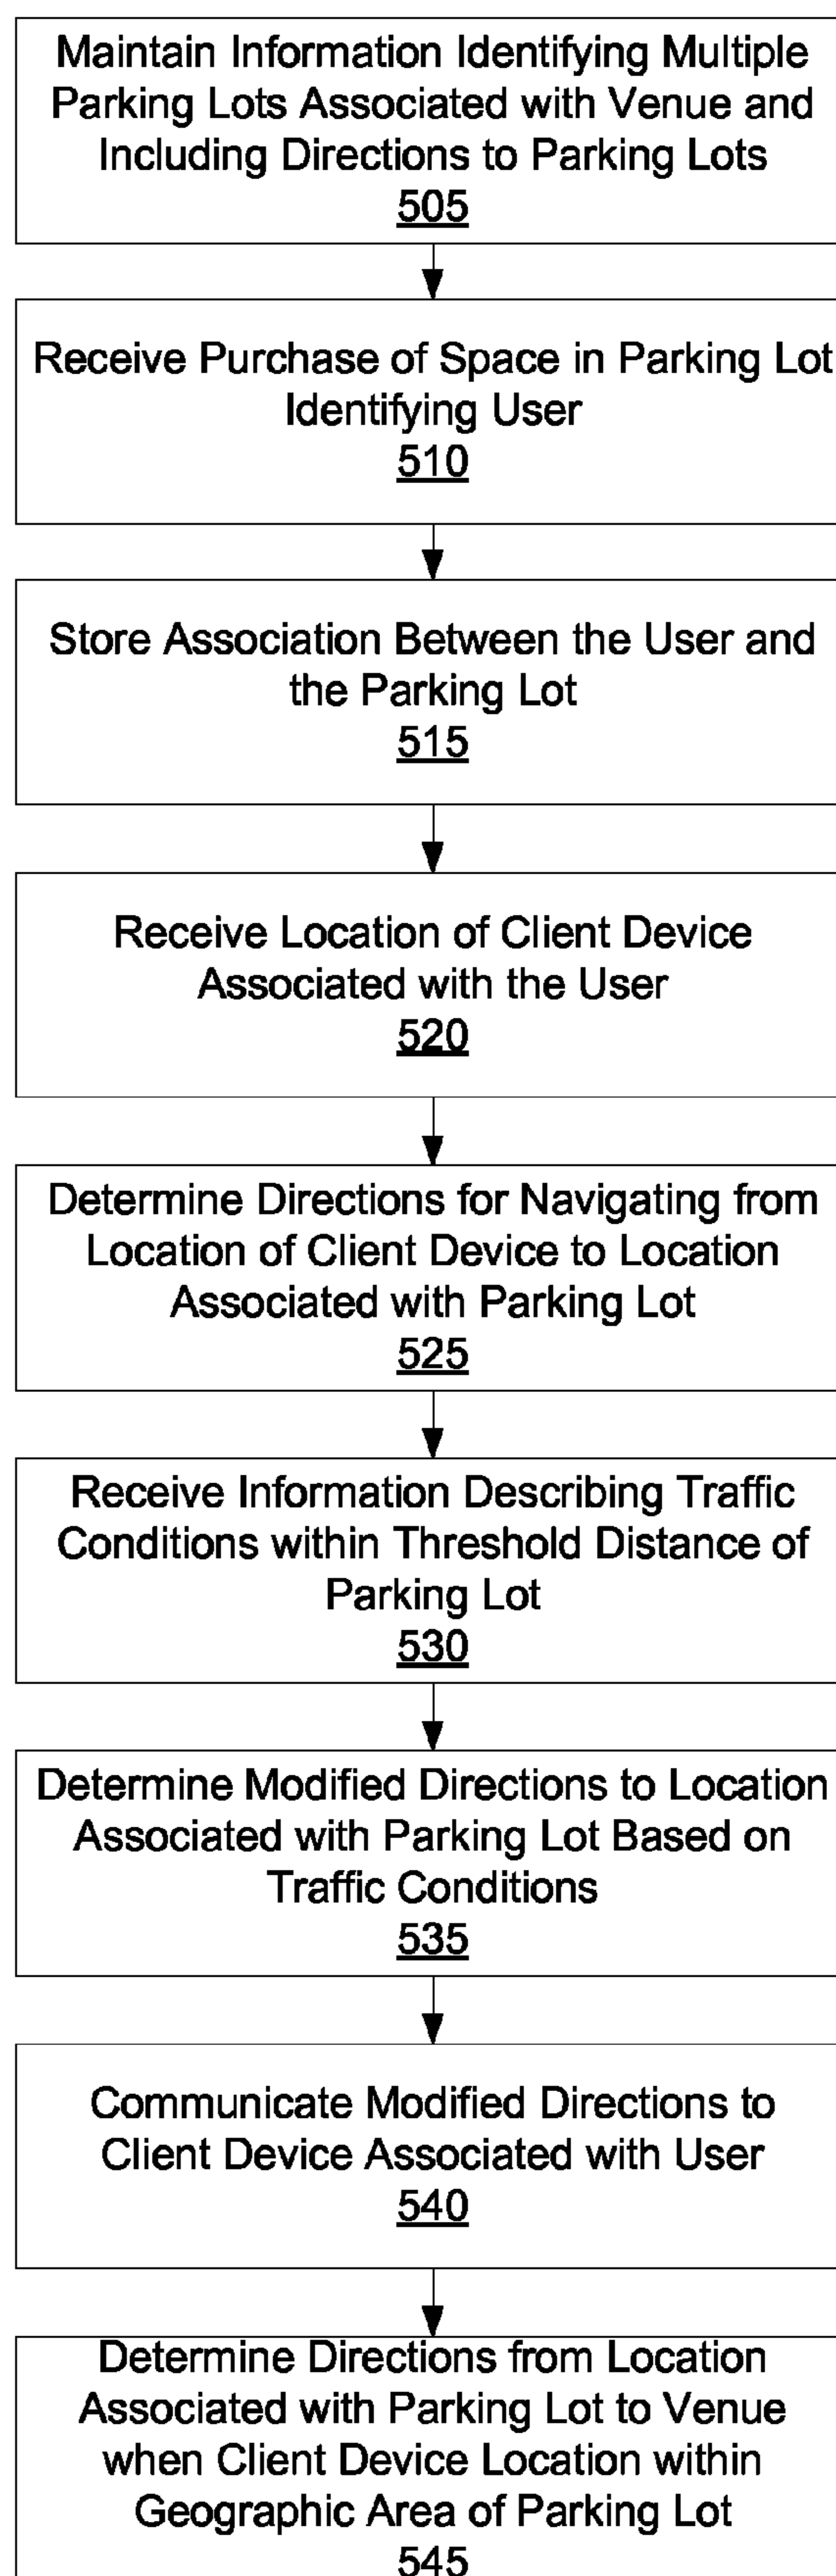 Maintain Information Identifying Multiple
Parking Lots Associated with Venue and
Including Directions to Parking Lots
505
Receive Purchase of Space in Parking Lot
Identifying User
510
Store Association Between the User and
the Parking Lot
515
Receive Location of Client Device
Associated with the User
520
Determine Directions for Navigating from
Location of Client Device to Location
Associated with Parking Lot
525
Receive Information Describing Traffic
Conditions within Threshold Distance of
Parking Lot
530
Determine Modified Directions to Location
Associated with Parking Lot Based on
Traffic Conditions
535
Communicate Modified Directions to
Client Device Associated with User
540
Determine Directions from Location
Associated with Parking Lot to Venue
when Client Device Location within
Geographic Area of Parking Lot
545